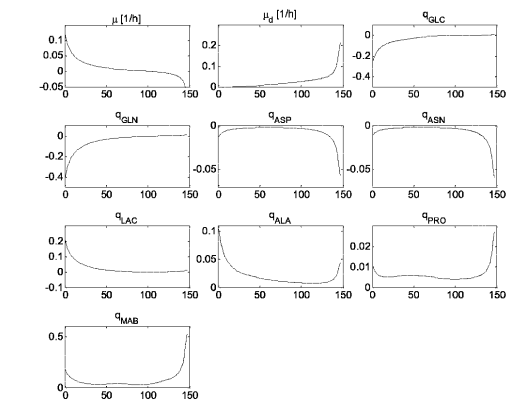 μ [1/h]
0.15
0.05
0
-0.05
0 50 100 150
μd [1/h]
0.2
0.1
0
0 50 100 150
qGLC
0
-0.2
-0.4
0 50 100 150
qGLN
0
-0.2
-0.4
0 50 100 150
qASP
0
-0.05
0 50 100 150
qASN
0
-0.05
0 50 100 150
qLAC
0.2
0.1
0
-0.1
0 50 100 150
qALA
0.1
0.05
0
0 50 100 150
qPRO
0.02
0.01
0
0 50 100 150
qMAB
0.5
0
0 50 100 150